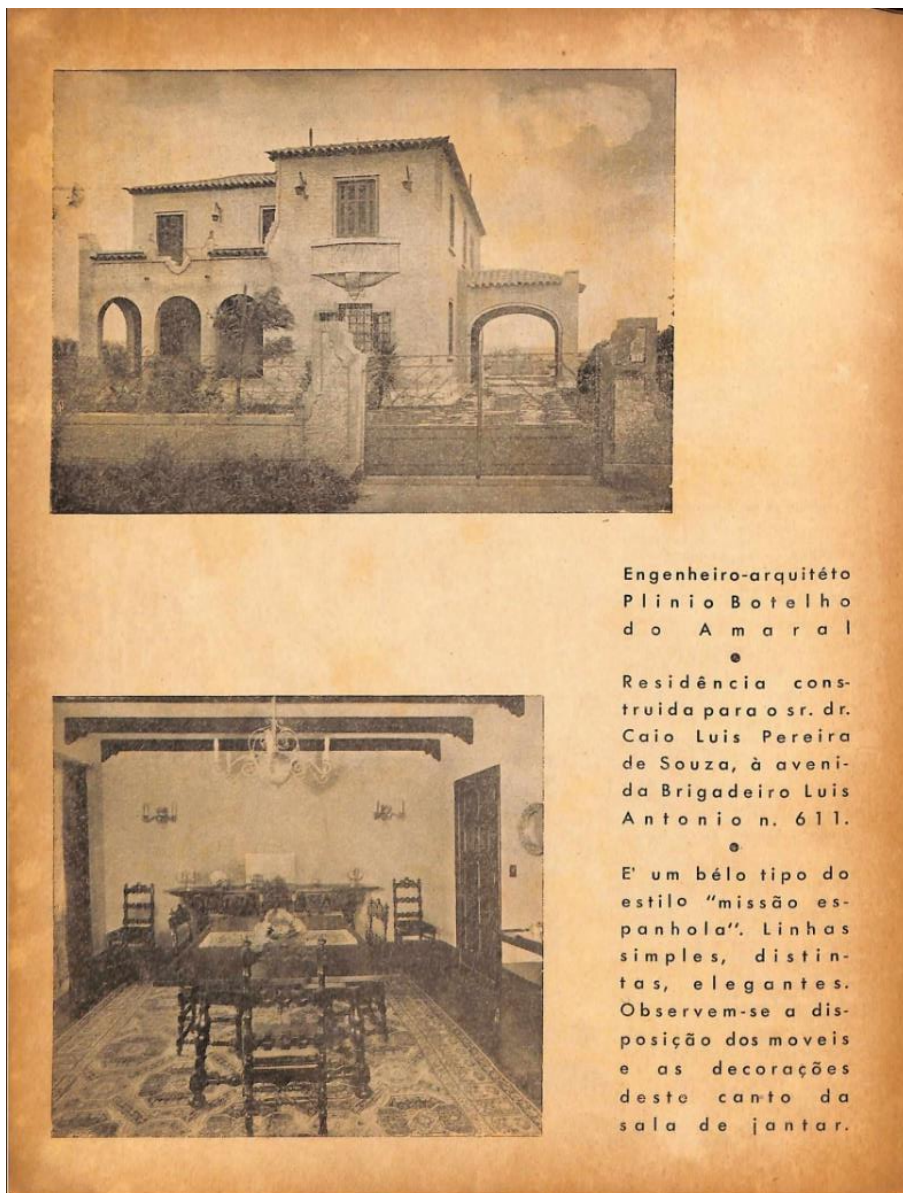 Engenheiro-arquitéto
Plinio Botelho
do Amaral
Residência cons-
truida para o sr. dr.
Caio Luis Pereira
de Souza, à aveni-
da Brigadeiro Luis
Antonio n. 611.
E' um bélo tipo do
estilo "missão es-
panhola". Linhas
simples, distin-
tas, elegantes.
Observem-se a dis-
posição dos moveis
e as decorações
deste canto da
sala de jantar.